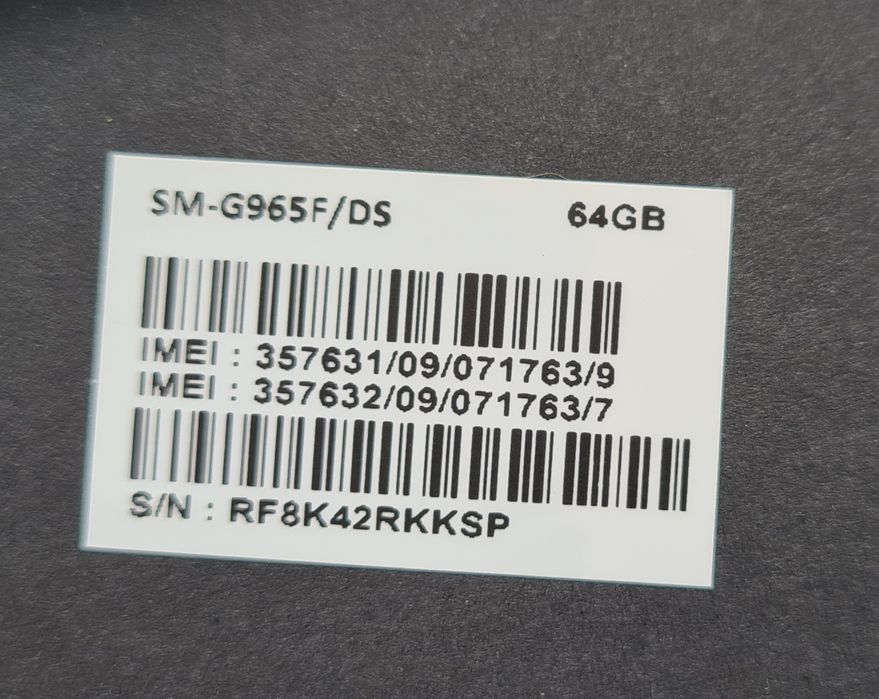 SM-G965F/DS 64GB
IMEI : 357631/09/071763/9
IMEI : 357632/09/071763/7
S/N : RF8K42RKKSP